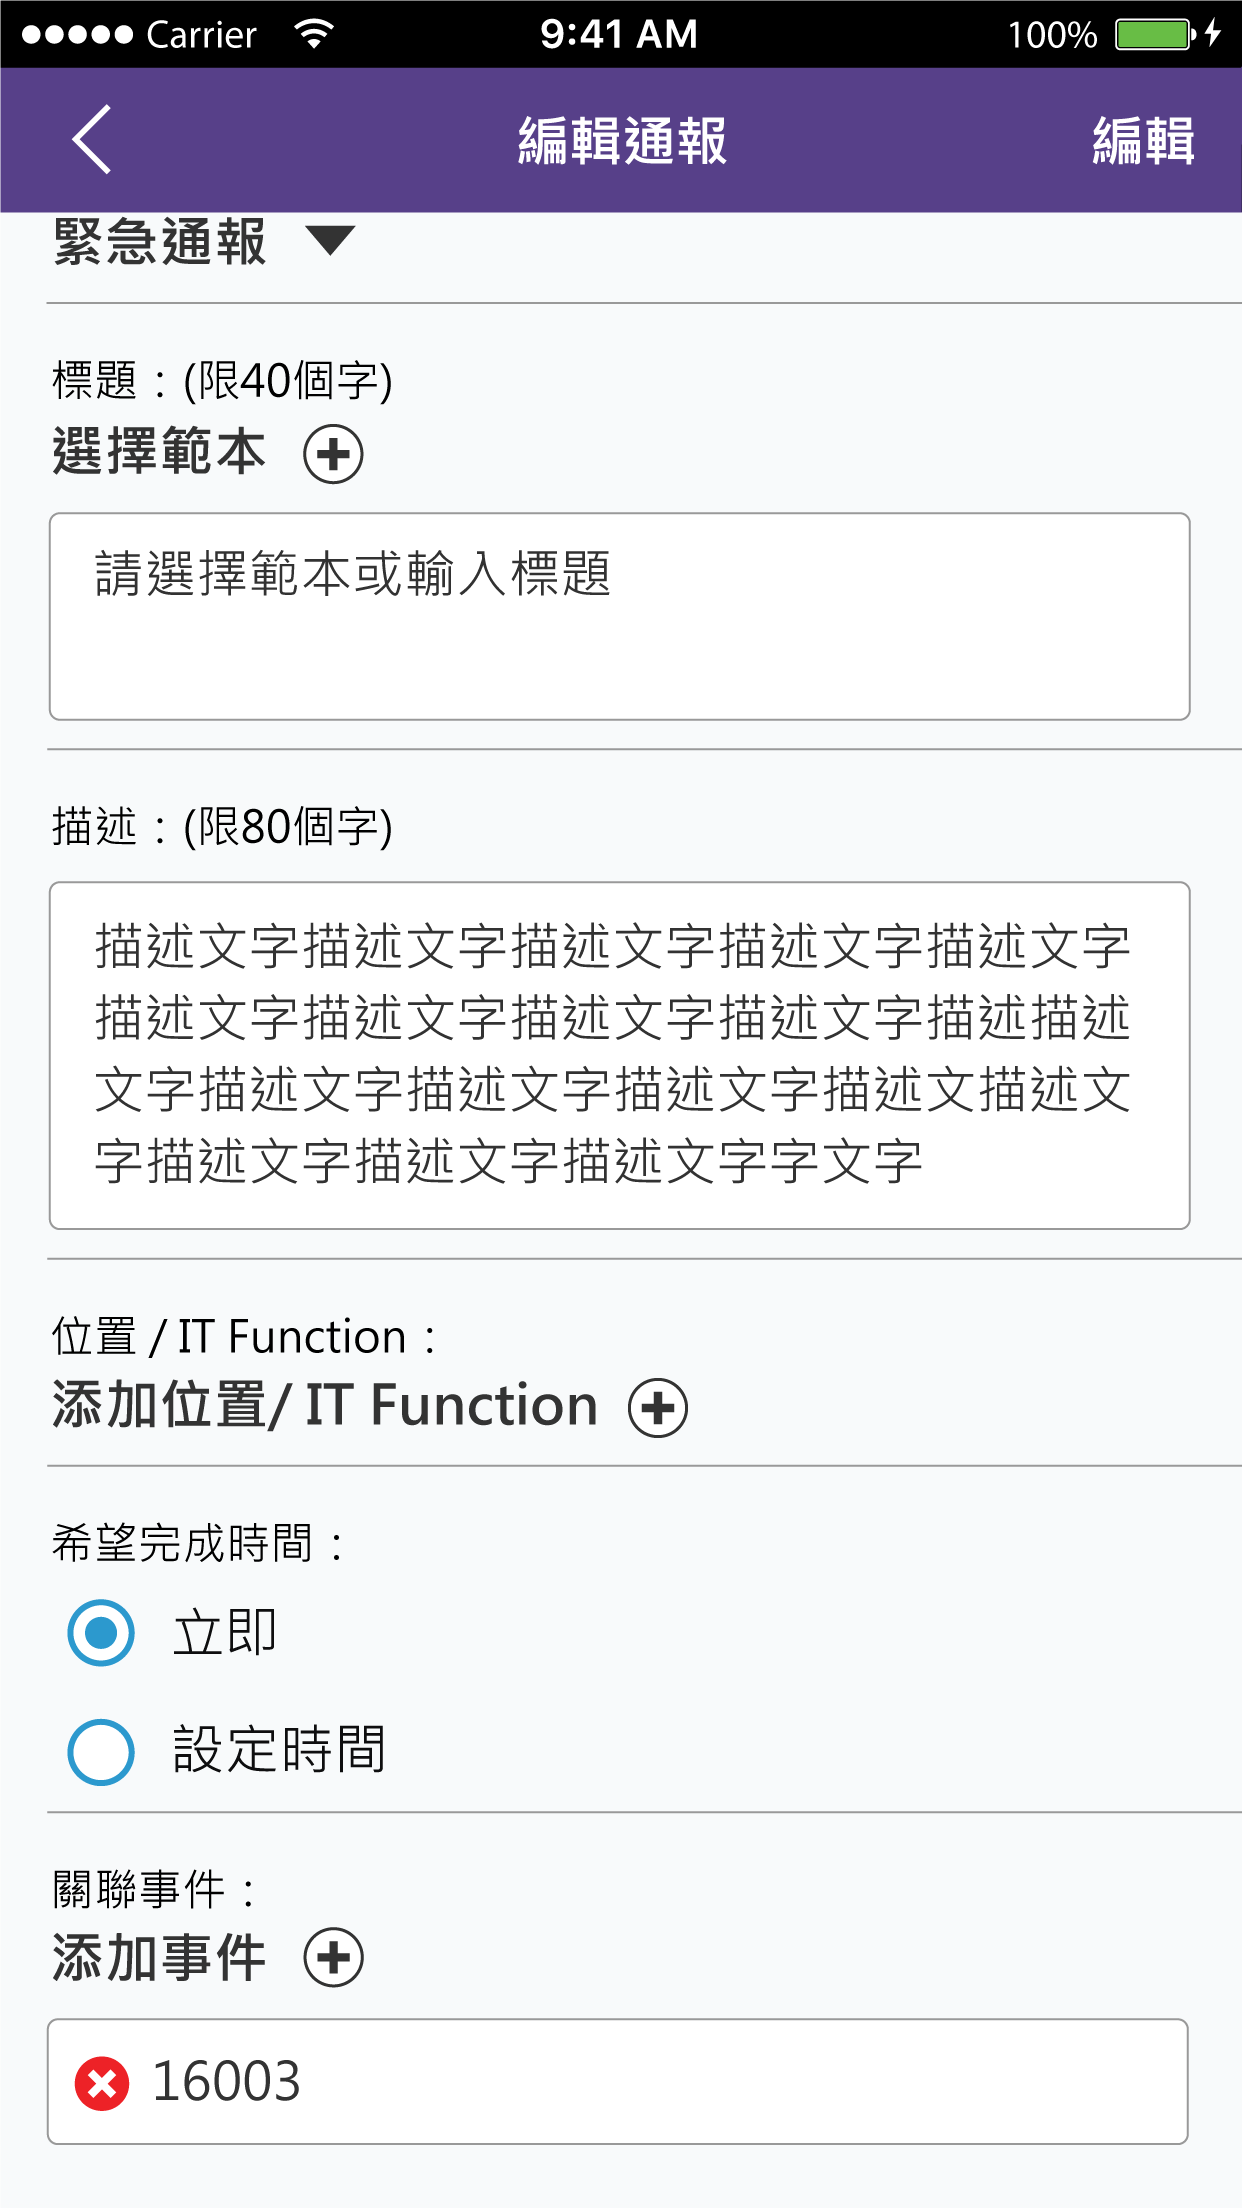 Carrier 9:41 AM 100%
編輯通報 編輯
緊急通報
標題：(限40個字)
選擇範本
請選擇範本或輸入標題
描述：(限80個字)
描述文字描述文字描述文字描述文字描述文字
描述文字描述文字描述文字描述文字描述描述
文字描述文字描述文字描述文字描述文描述文
字描述文字描述文字描述文字字文字
位置 / IT Function：
添加位置/ IT Function
希望完成時間：
立即
設定時間
關聯事件：
添加事件
16003